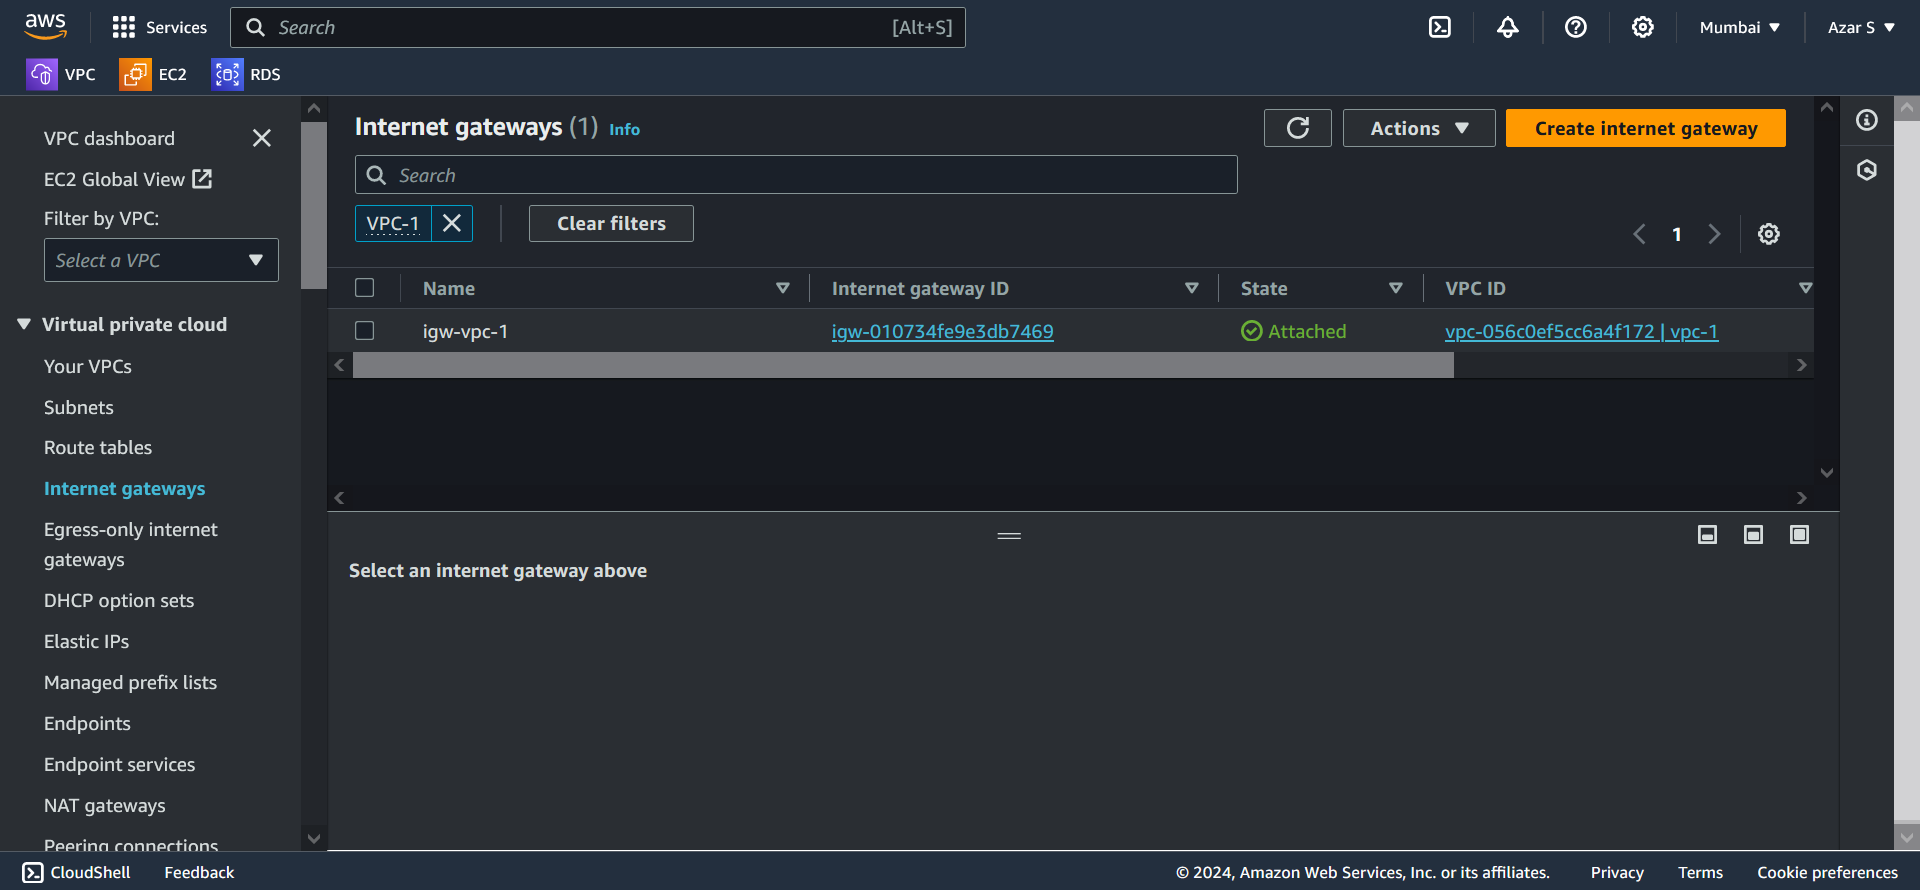 aws
Services
Search
[Alt+S]
Mumbai
Azar S
VPC
EC2
RDS
VPC dashboard
EC2 Global View
Filter by VPC:
Select a VPC
Virtual private cloud
Your VPCs
Subnets
Route tables
Internet gateways
Egress-only internet
gateways
DHCP option sets
Elastic IPs
Managed prefix lists
Endpoints
Endpoint services
NAT gateways
Peering connections
Internet gateways (1) Info
Actions
Create internet gateway
Search
VPC-1
Clear filters
1
Name
Internet gateway ID
State
VPC ID
igw-vpc-1
igw-010734fe9e3db7469
Attached
vpc-056c0ef5cc6a4f172 | vpc-1
Select an internet gateway above
CloudShell
Feedback
© 2024, Amazon Web Services, Inc. or its affiliates.
Privacy
Terms
Cookie preferences